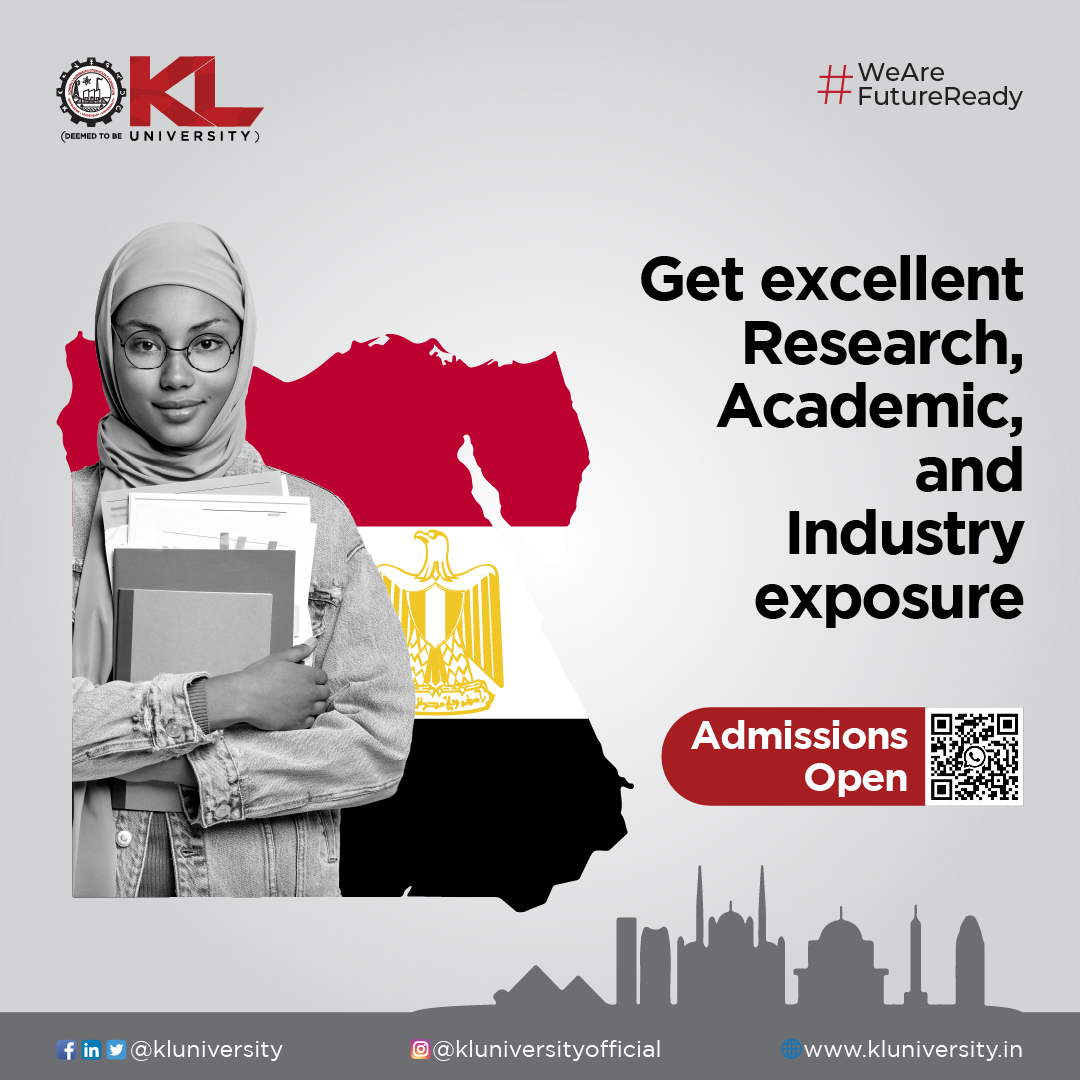 KL
(DEEMED TO BE UNIVERSITY)
#WeAre
FutureReady
Get excellent
Research,
Academic,
and
Industry
exposure
Admissions
Open
@kluniversity
@kluniversityofficial
www.kluniversity.in